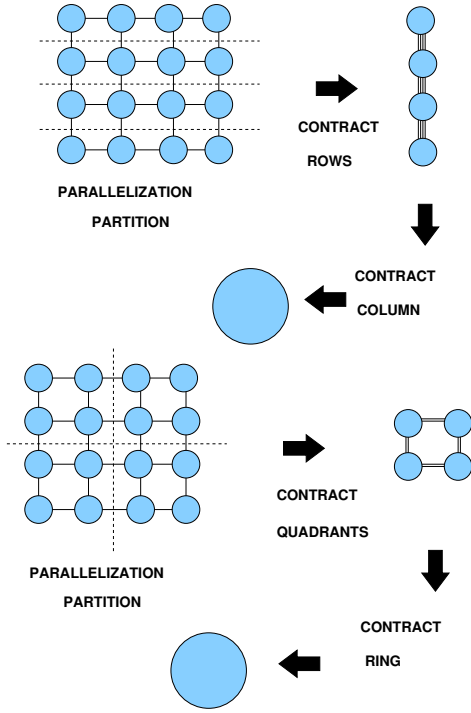 CONTRACT
ROWS
PARALLELIZATION
PARTITION
CONTRACT
COLUMN
CONTRACT
QUADRANTS
PARALLELIZATION
PARTITION
CONTRACT
RING